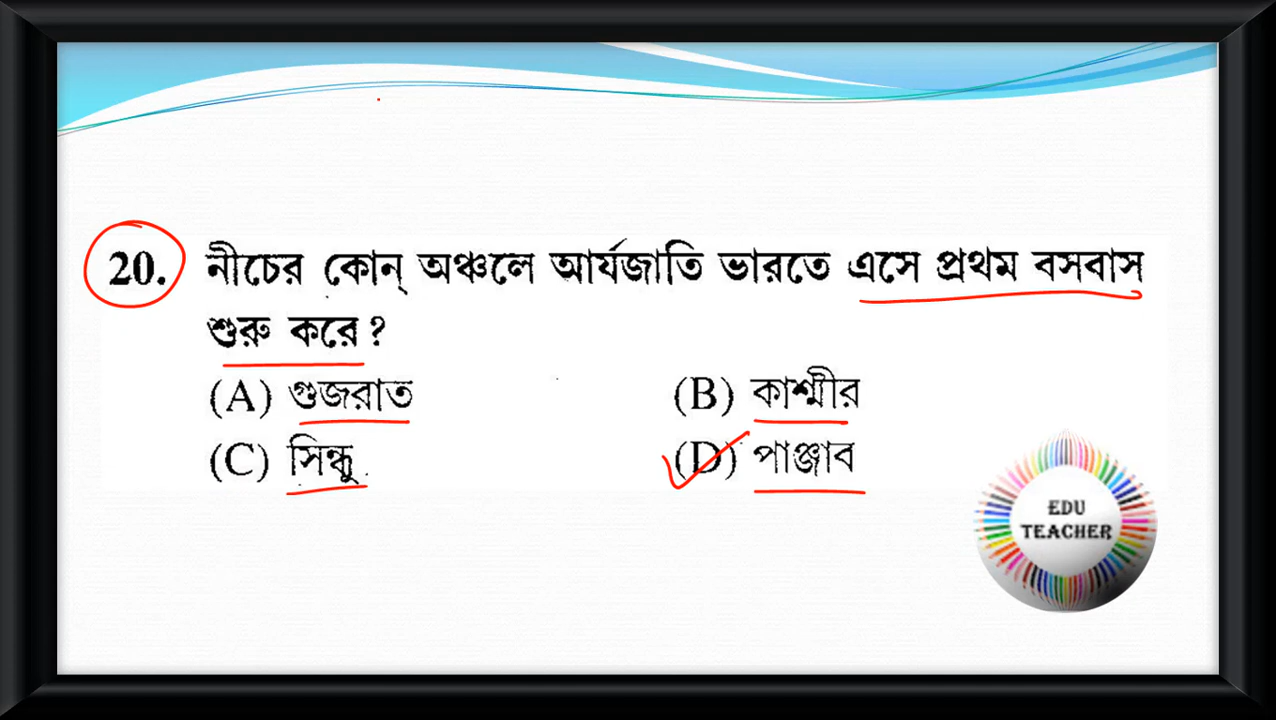 20. নীচের কোন্ অঞ্চলে আর্যজাতি ভারতে এসে প্রথম বসবাস
শুরু করে ?
(A) গুজরাত (B) কাশ্মীর
(C) সিন্ধু (D) পাঞ্জাব
EDU
TEACHER